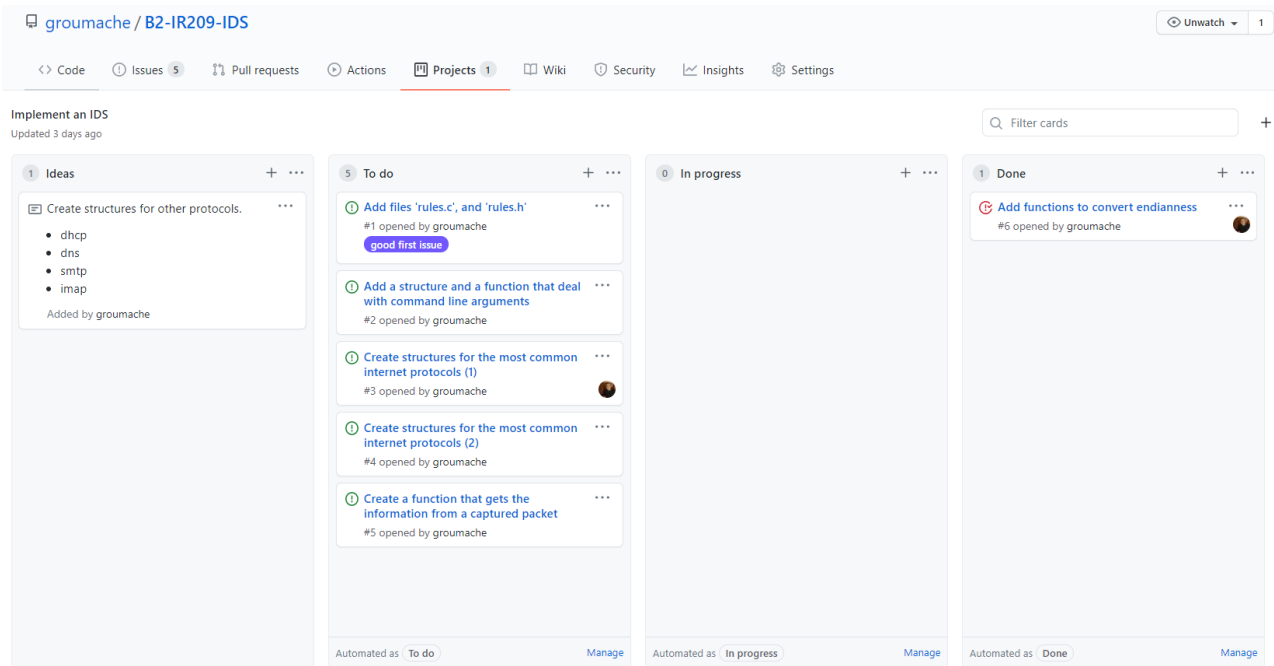 groumache / B2-IR209-IDS
Unwatch 1
Code
Issues 5
Pull requests
Actions
Projects 1
Wiki
Security
Insights
Settings
Implement an IDS
Updated 3 days ago
Filter cards
1 Ideas
Create structures for other protocols.
dhcp
dns
smtp
imap
Added by groumache
5 To do
Add files 'rules.c', and 'rules.h'
#1 opened by groumache
good first issue
Add a structure and a function that deal
with command line arguments
#2 opened by groumache
Create structures for the most common
internet protocols (1)
#3 opened by groumache
Create structures for the most common
internet protocols (2)
#4 opened by groumache
Create a function that gets the
information from a captured packet
#5 opened by groumache
Automated as To do Manage
0 In progress
Automated as In progress Manage
1 Done
Add functions to convert endianness
#6 opened by groumache
Automated as Done Manage